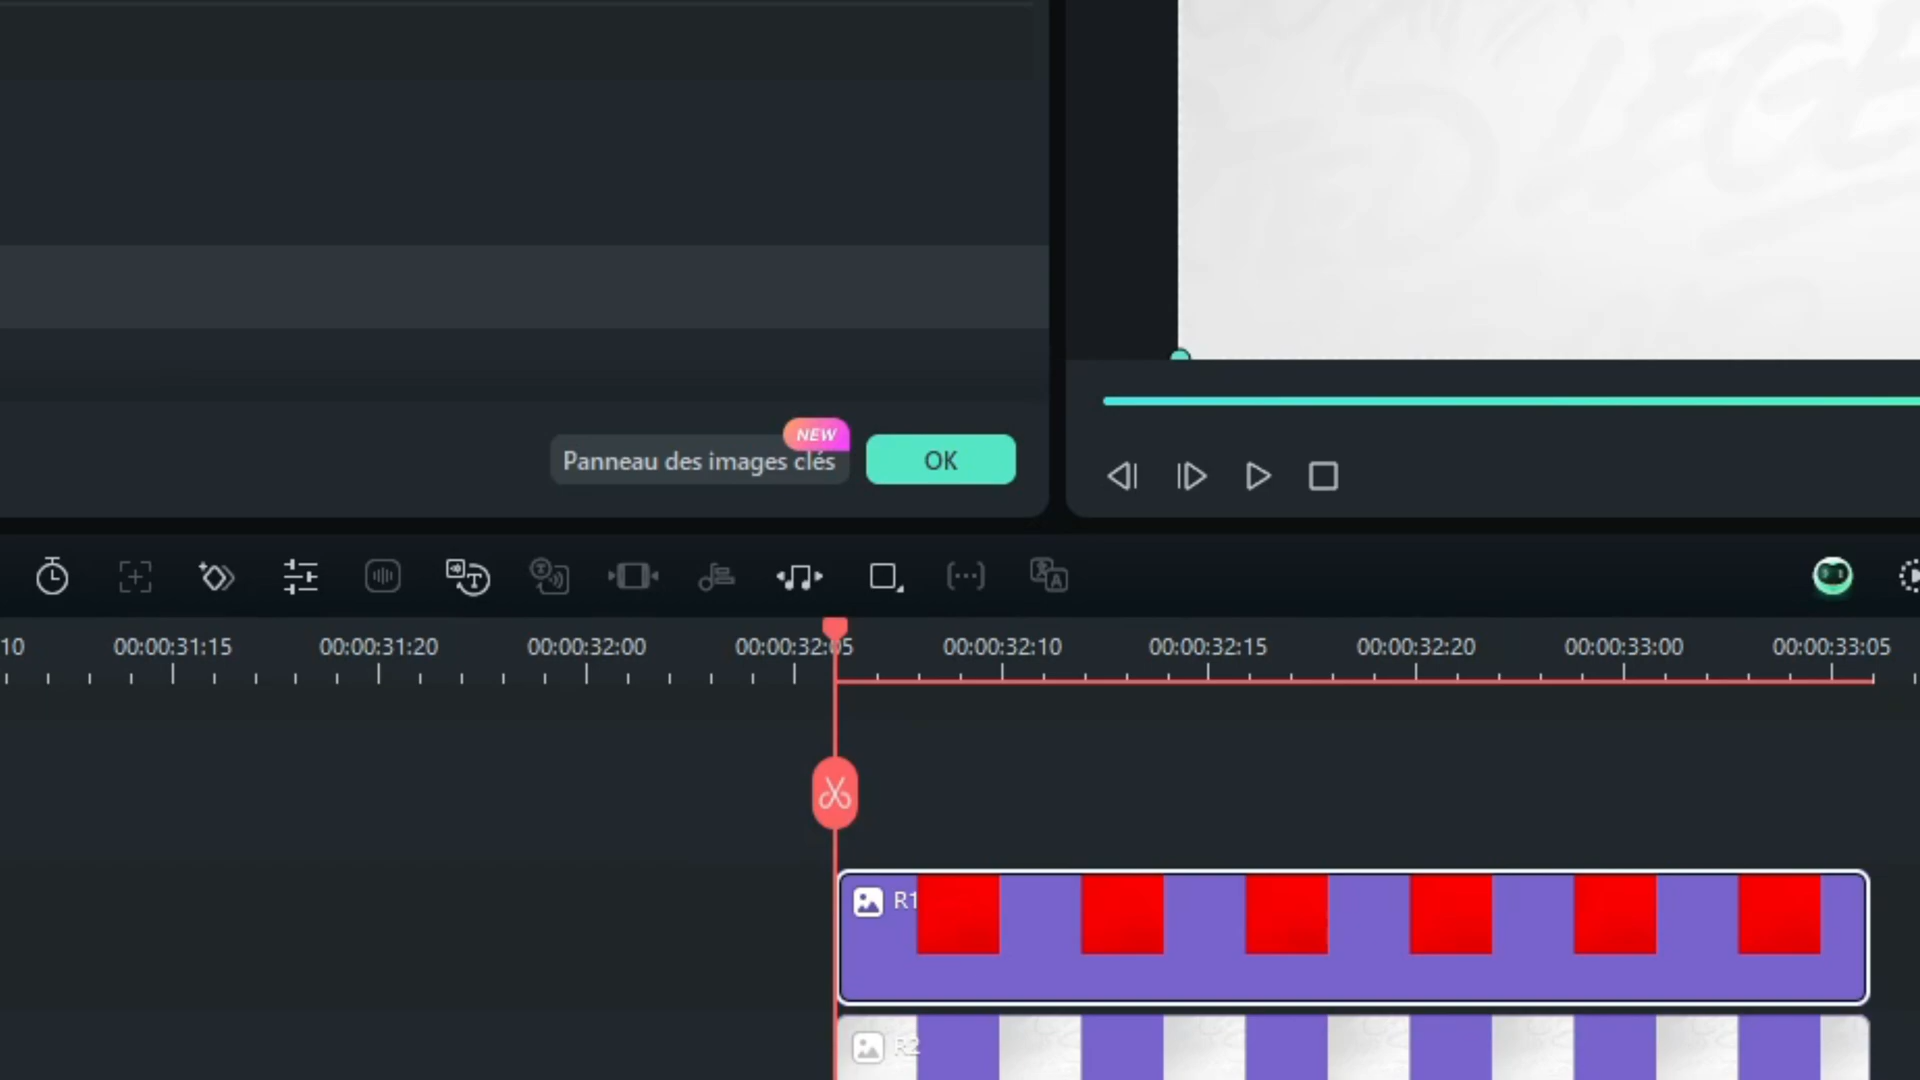 NEW
Panneau des images clés
OK
10
00:00:31:15
00:00:31:20
00:00:32:00
00:00:32:05
00:00:32:10
00:00:32:15
00:00:32:20
00:00:33:00
00:00:33:05
R1
R2